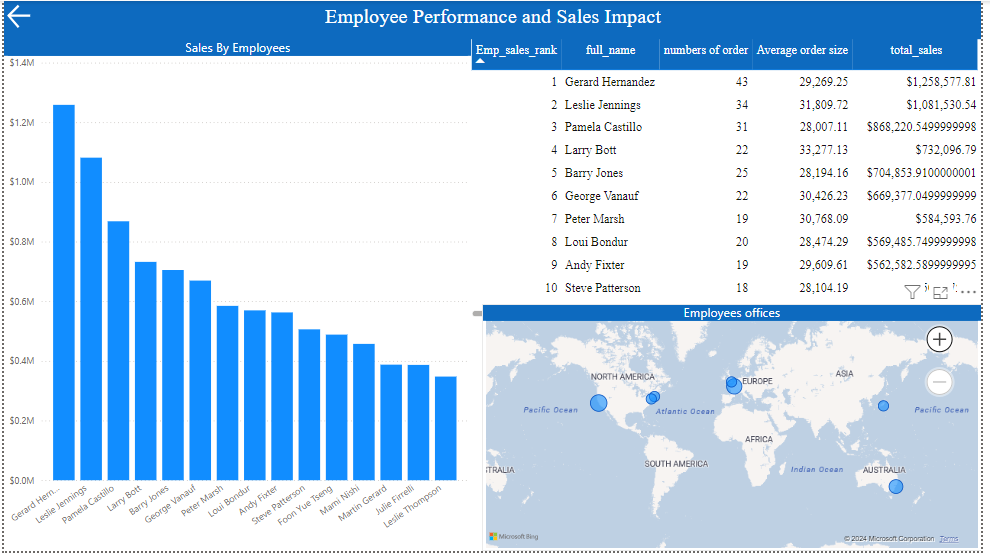 Employee Performance and Sales Impact
Sales By Employees
$1.4M
$1.2M
$1.0M
$0.8M
$0.6M
$0.4M
$0.2M
$0.0M
Gerard Hern...
Leslie Jennings
Pamela Castillo
Larry Bott
Barry Jones
George Vanauf
Peter Marsh
Loui Bondur
Andy Fixter
Steve Patterson
Foon Yue Tseng
Mami Nishi
Martin Gerard
Julie Firrelli
Leslie Thompson
Emp_sales_rank full_name numbers of order Average order size total_sales
1 Gerard Hernandez 43 29,269.25 $1,258,577.81
2 Leslie Jennings 34 31,809.72 $1,081,530.54
3 Pamela Castillo 31 28,007.11 $868,220.5499999998
4 Larry Bott 22 33,277.13 $732,096.79
5 Barry Jones 25 28,194.16 $704,853.9100000001
6 George Vanauf 22 30,426.23 $669,377.0499999999
7 Peter Marsh 19 30,768.09 $584,593.76
8 Loui Bondur 20 28,474.29 $569,485.7499999998
9 Andy Fixter 19 29,609.61 $562,582.5899999995
10 Steve Patterson 18 28,104.19
Employees offices
NORTH AMERICA
EUROPE
ASIA
Pacific Ocean
Atlantic Ocean
Pacific Ocean
AFRICA
SOUTH AMERICA
Indian Ocean
AUSTRALIA
STRALIA
Microsoft Bing
© 2024 Microsoft Corporation Terms